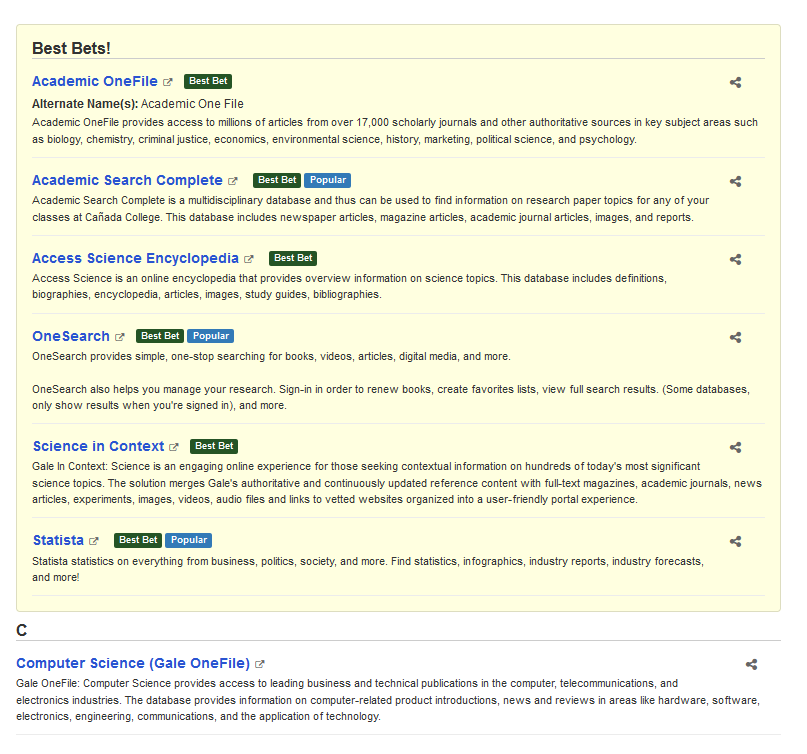 Best Bets!
Academic OneFile Best Bet
Alternate Name(s): Academic One File
Academic OneFile provides access to millions of articles from over 17,000 scholarly journals and other authoritative sources in key subject areas such
as biology, chemistry, criminal justice, economics, environmental science, history, marketing, political science, and psychology.
Academic Search Complete Best Bet Popular
Academic Search Complete is a multidisciplinary database and thus can be used to find information on research paper topics for any of your
classes at Cañada College. This database includes newspaper articles, magazine articles, academic journal articles, images, and reports.
Access Science Encyclopedia Best Bet
Access Science is an online encyclopedia that provides overview information on science topics. This database includes definitions,
biographies, encyclopedia, articles, images, study guides, bibliographies.
OneSearch Best Bet Popular
OneSearch provides simple, one-stop searching for books, videos, articles, digital media, and more.
OneSearch also helps you manage your research. Sign-in in order to renew books, create favorites lists, view full search results. (Some databases,
only show results when you're signed in), and more.
Science in Context Best Bet
Gale In Context: Science is an engaging online experience for those seeking contextual information on hundreds of today's most significant
science topics. The solution merges Gale's authoritative and continuously updated reference content with full-text magazines, academic journals, news
articles, experiments, images, videos, audio files and links to vetted websites organized into a user-friendly portal experience.
Statista Best Bet Popular
Statista statistics on everything from business, politics, society, and more. Find statistics, infographics, industry reports, industry forecasts,
and more!
C
Computer Science (Gale OneFile)
Gale OneFile: Computer Science provides access to leading business and technical publications in the computer, telecommunications, and
electronics industries. The database provides information on computer-related product introductions, news and reviews in areas like hardware, software,
electronics, engineering, communications, and the application of technology.